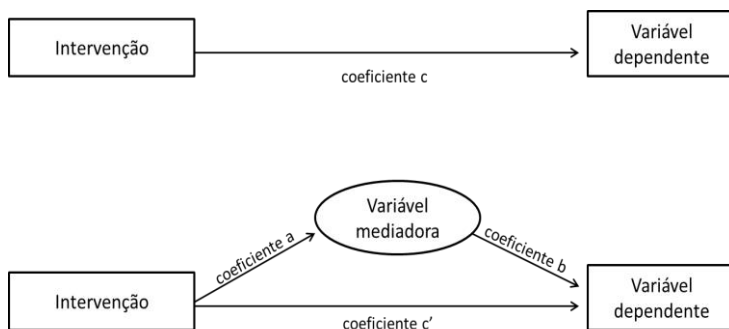 Intervenção
Variável
dependente
coeficiente c
Variável
mediadora
coeficiente a
coeficiente b
Intervenção
Variável
dependente
coeficiente c’